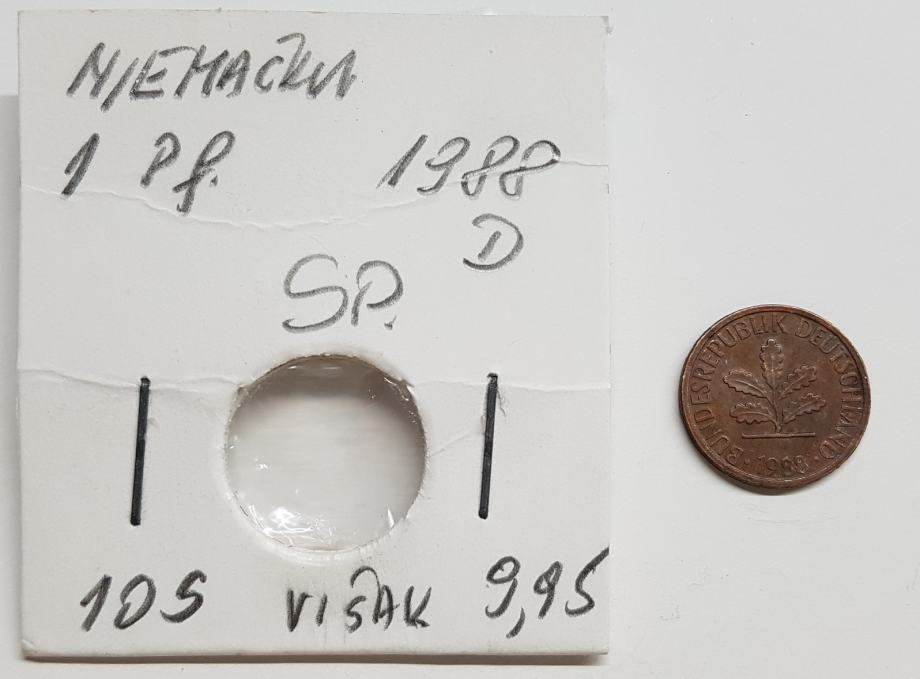 NJEMAČKA
1 Pf. 1988
D
SP.
105 VIŠAK 9,95
BUNDESREPUBLIK DEUTSCHLAND
1988